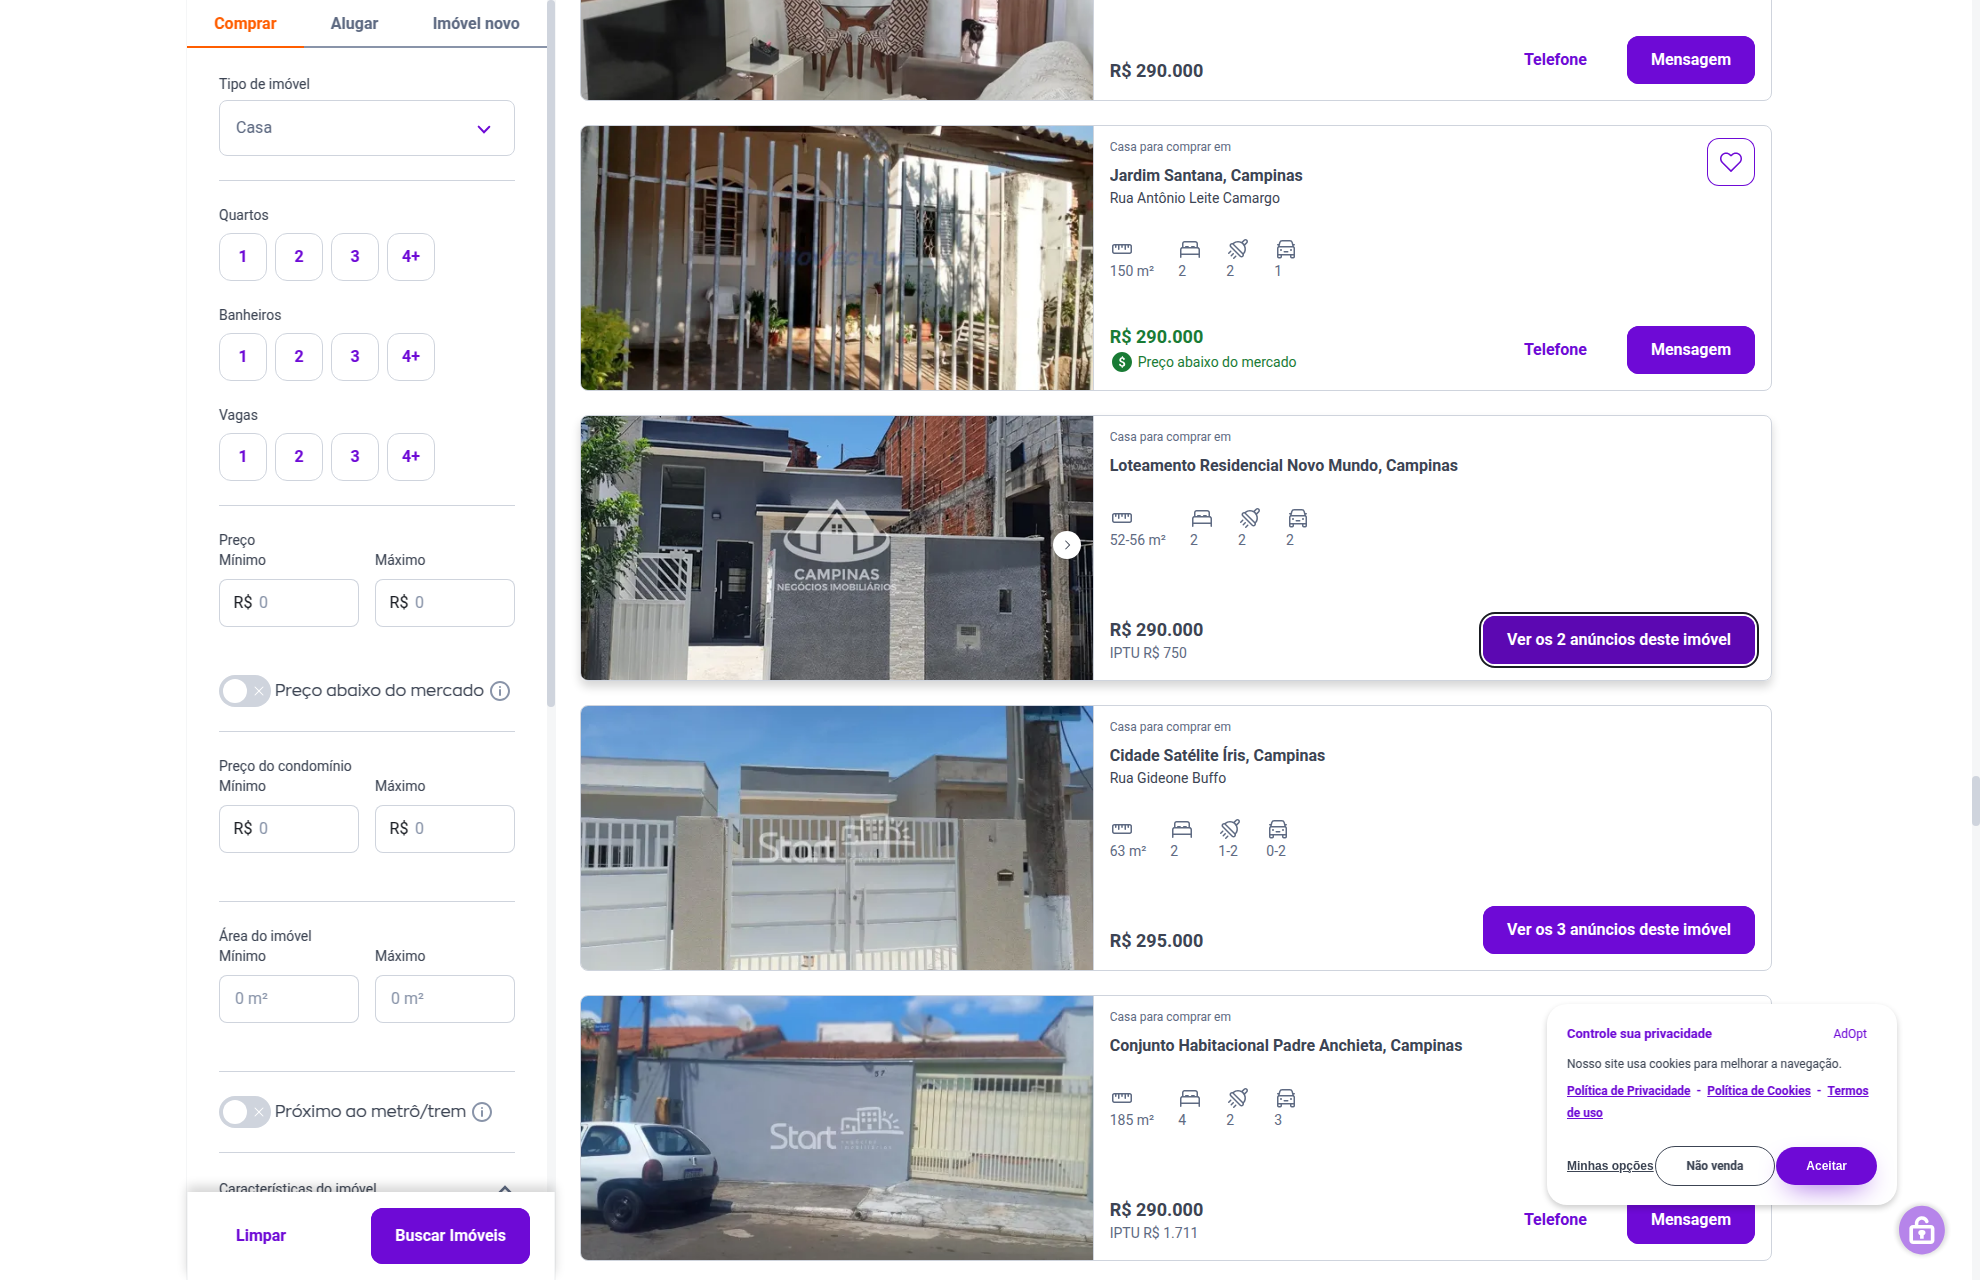 Comprar
Alugar
Imóvel novo
Tipo de imóvel
Casa
Quartos
1
2
3
4+
Banheiros
1
2
3
4+
Vagas
1
2
3
4+
Preço
Mínimo
Máximo
R$ 0
R$ 0
Preço abaixo do mercado
Preço do condomínio
Mínimo
Máximo
R$ 0
R$ 0
Área do imóvel
Mínimo
Máximo
0 m²
0 m²
Próximo ao metrô/trem
Características do imóvel
Limpar
Buscar Imóveis
R$ 290.000
Telefone
Mensagem
Casa para comprar em
Jardim Santana, Campinas
Rua Antônio Leite Camargo
150 m²
2
2
1
R$ 290.000
$ Preço abaixo do mercado
Telefone
Mensagem
CAMPINAS
NEGÓCIOS IMOBILIÁRIOS
Casa para comprar em
Loteamento Residencial Novo Mundo, Campinas
52-56 m²
2
2
2
R$ 290.000
IPTU R$ 750
Ver os 2 anúncios deste imóvel
Start
Casa para comprar em
Cidade Satélite Íris, Campinas
Rua Gideone Buffo
63 m²
2
1-2
0-2
R$ 295.000
Ver os 3 anúncios deste imóvel
57
Start
Casa para comprar em
Conjunto Habitacional Padre Anchieta, Campinas
185 m²
4
2
3
R$ 290.000
IPTU R$ 1.711
Telefone
Mensagem
Controle sua privacidade
AdOpt
Nosso site usa cookies para melhorar a navegação.
Política de Privacidade - Política de Cookies - Termos
de uso
Minhas opções
Não venda
Aceitar